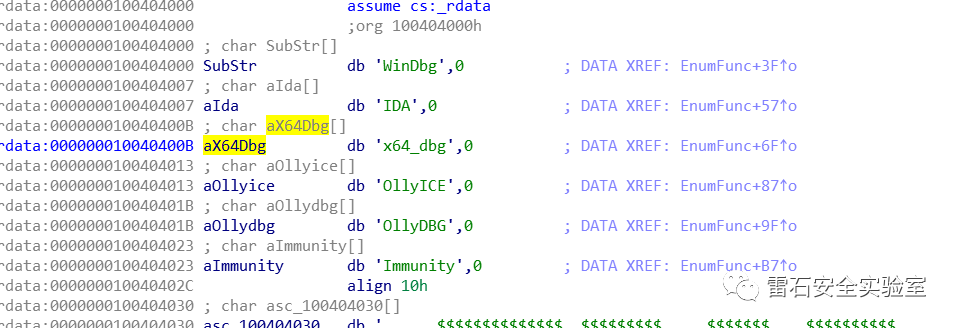 rdata:0000000100404000 assume cs:_rdata
rdata:0000000100404000 ;org 100404000h
rdata:0000000100404000 ; char SubStr[]
rdata:0000000100404000 SubStr db 'WinDbg',0 ; DATA XREF: EnumFunc+3F↑o
rdata:0000000100404007 ; char aIda[]
rdata:0000000100404007 aIda db 'IDA',0 ; DATA XREF: EnumFunc+57↑o
rdata:000000010040400B ; char aX64Dbg[]
rdata:000000010040400B aX64Dbg db 'x64_dbg',0 ; DATA XREF: EnumFunc+6F↑o
rdata:0000000100404013 ; char aOllyice[]
rdata:0000000100404013 aOllyice db 'OllyICE',0 ; DATA XREF: EnumFunc+87↑o
rdata:000000010040401B ; char aOllydbg[]
rdata:000000010040401B aOllydbg db 'OllyDBG',0 ; DATA XREF: EnumFunc+9F↑o
rdata:0000000100404023 ; char aImmunity[]
rdata:0000000100404023 aImmunity db 'Immunity',0 ; DATA XREF: EnumFunc+B7↑o
rdata:000000010040402C align 10h
雷石安全实验室
rdata:0000000100404030 ; char asc_100404030[]
rdata:0000000100404030 asc_100404030 db ' $$$$$$$$$$$$$$ $$$$$$$$$ $$$$$$$ $$$$$$$$$$